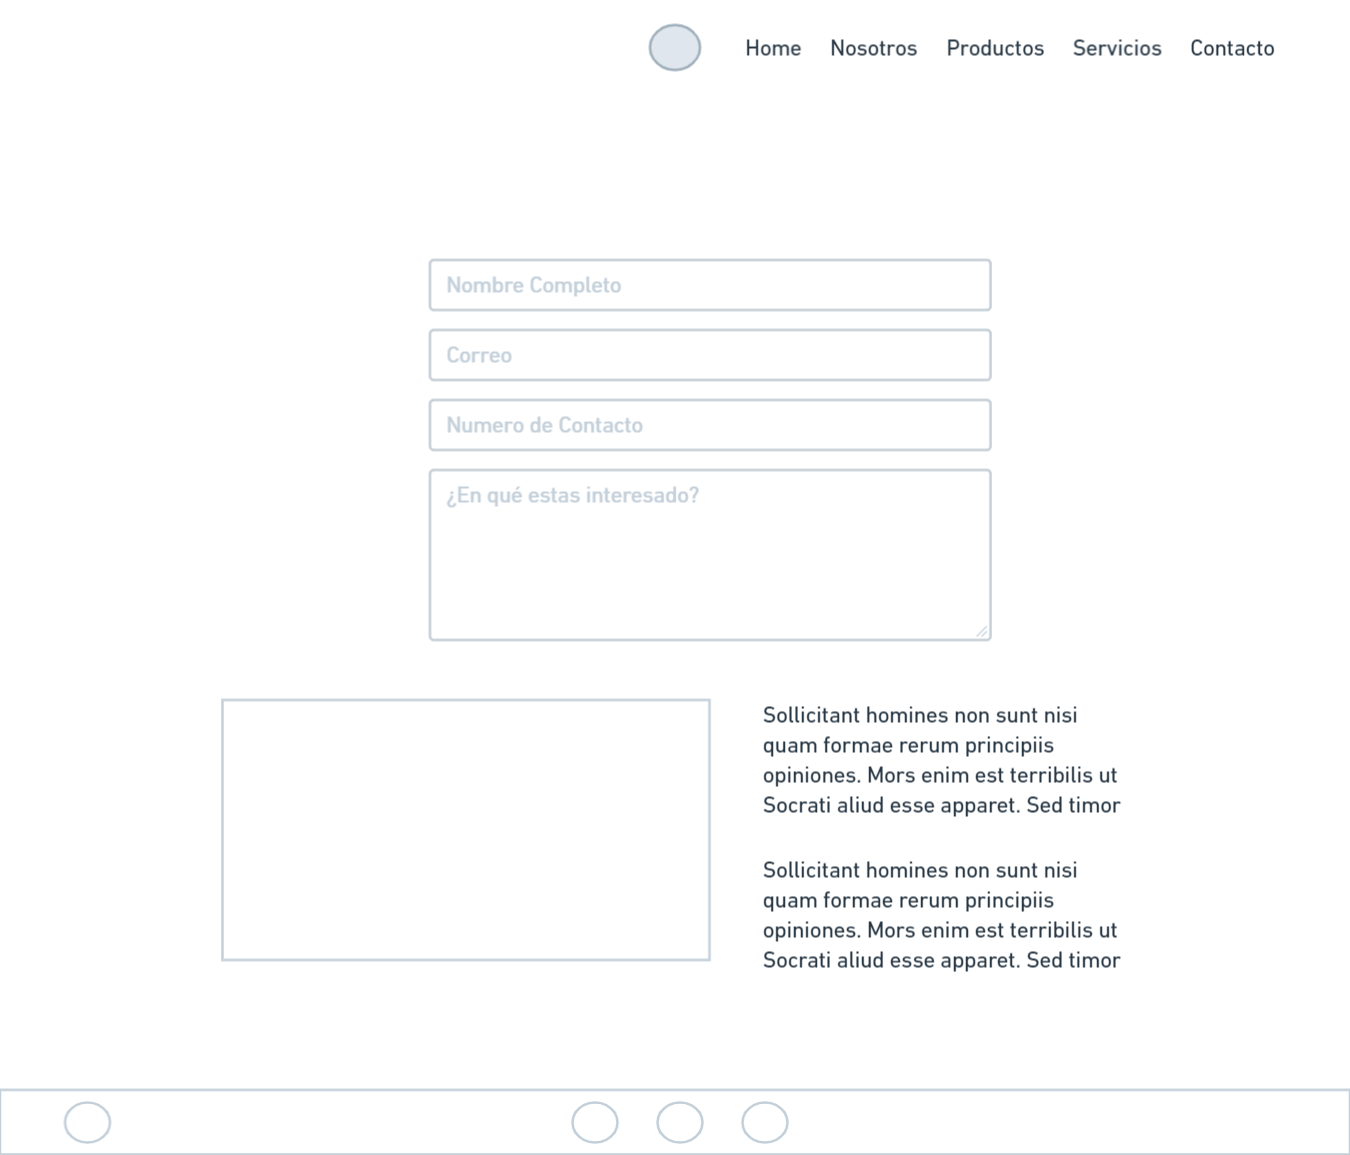 Home Nosotros Productos Servicios Contacto
Nombre Completo
Correo
Numero de Contacto
¿En qué estas interesado?
Sollicitant homines non sunt nisi
quam formae rerum principiis
opiniones. Mors enim est terribilis ut
Socrati aliud esse apparet. Sed timor
Sollicitant homines non sunt nisi
quam formae rerum principiis
opiniones. Mors enim est terribilis ut
Socrati aliud esse apparet. Sed timor